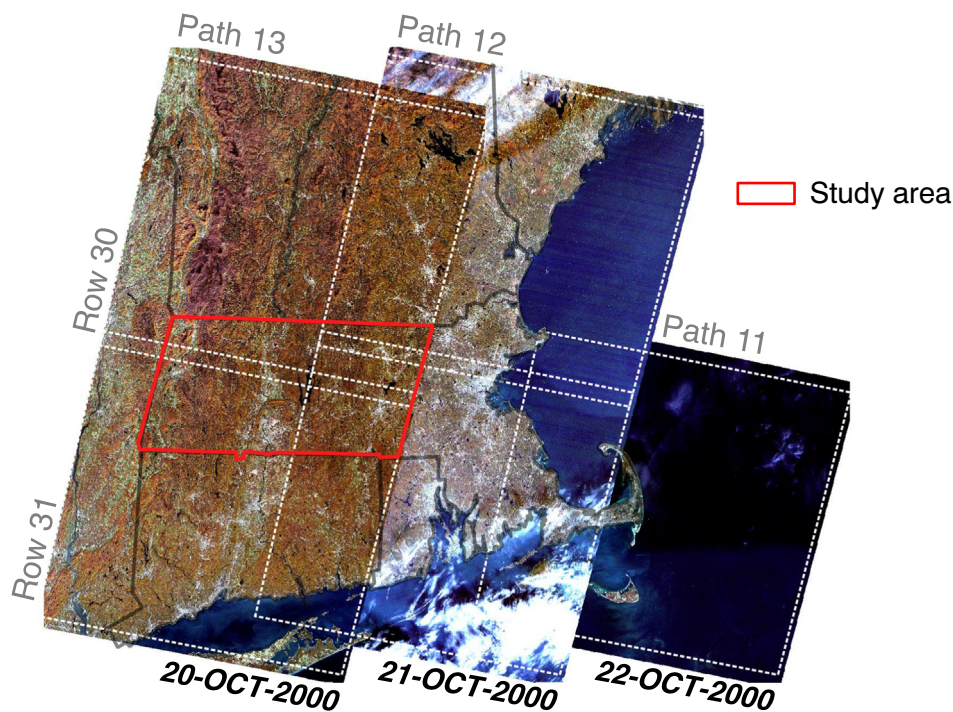 Path 13
Path 12
Study area
Row 30
Path 11
Row 31
20-OCT-2000
21-OCT-2000
22-OCT-2000